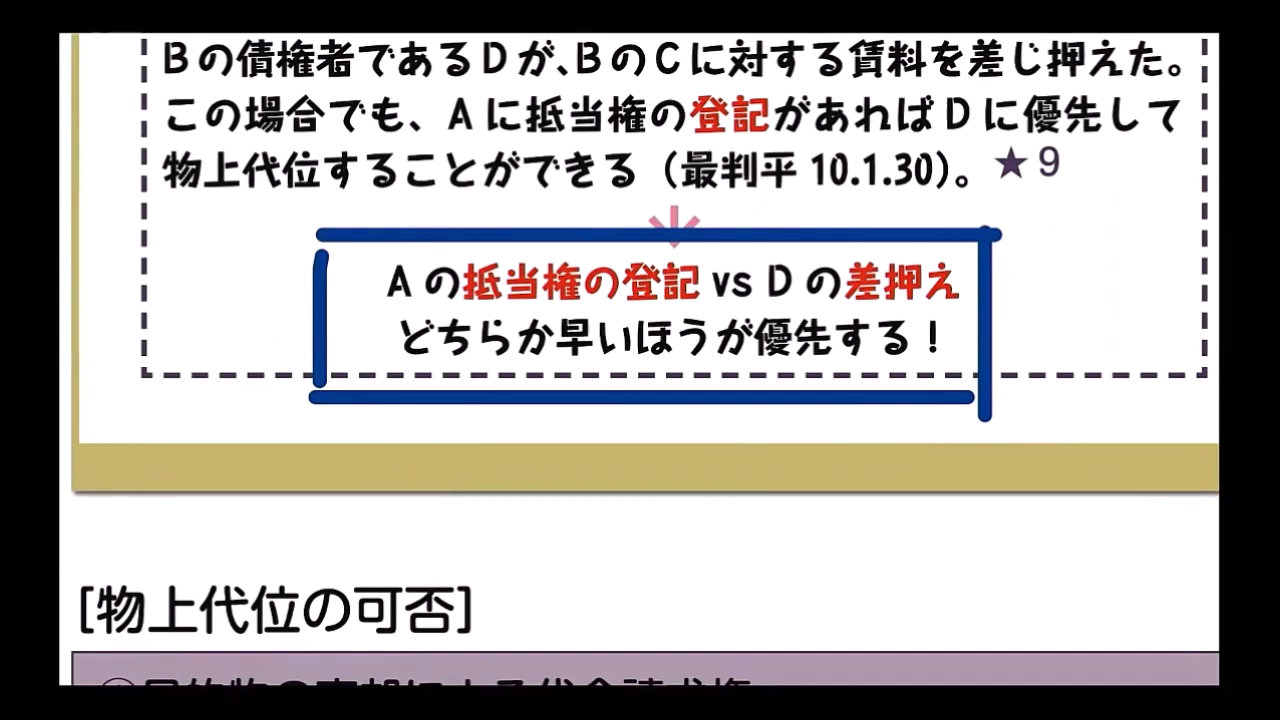 Bの債権者であるDが、BのCに対する賃料を差し押えた。
この場合でも、Aに抵当権の登記があればDに優先して
物上代位することができる（最判平10.1.30）。★9
Aの抵当権の登記 vs Dの差押え
どちらか早いほうが優先する！
[物上代位の可否]